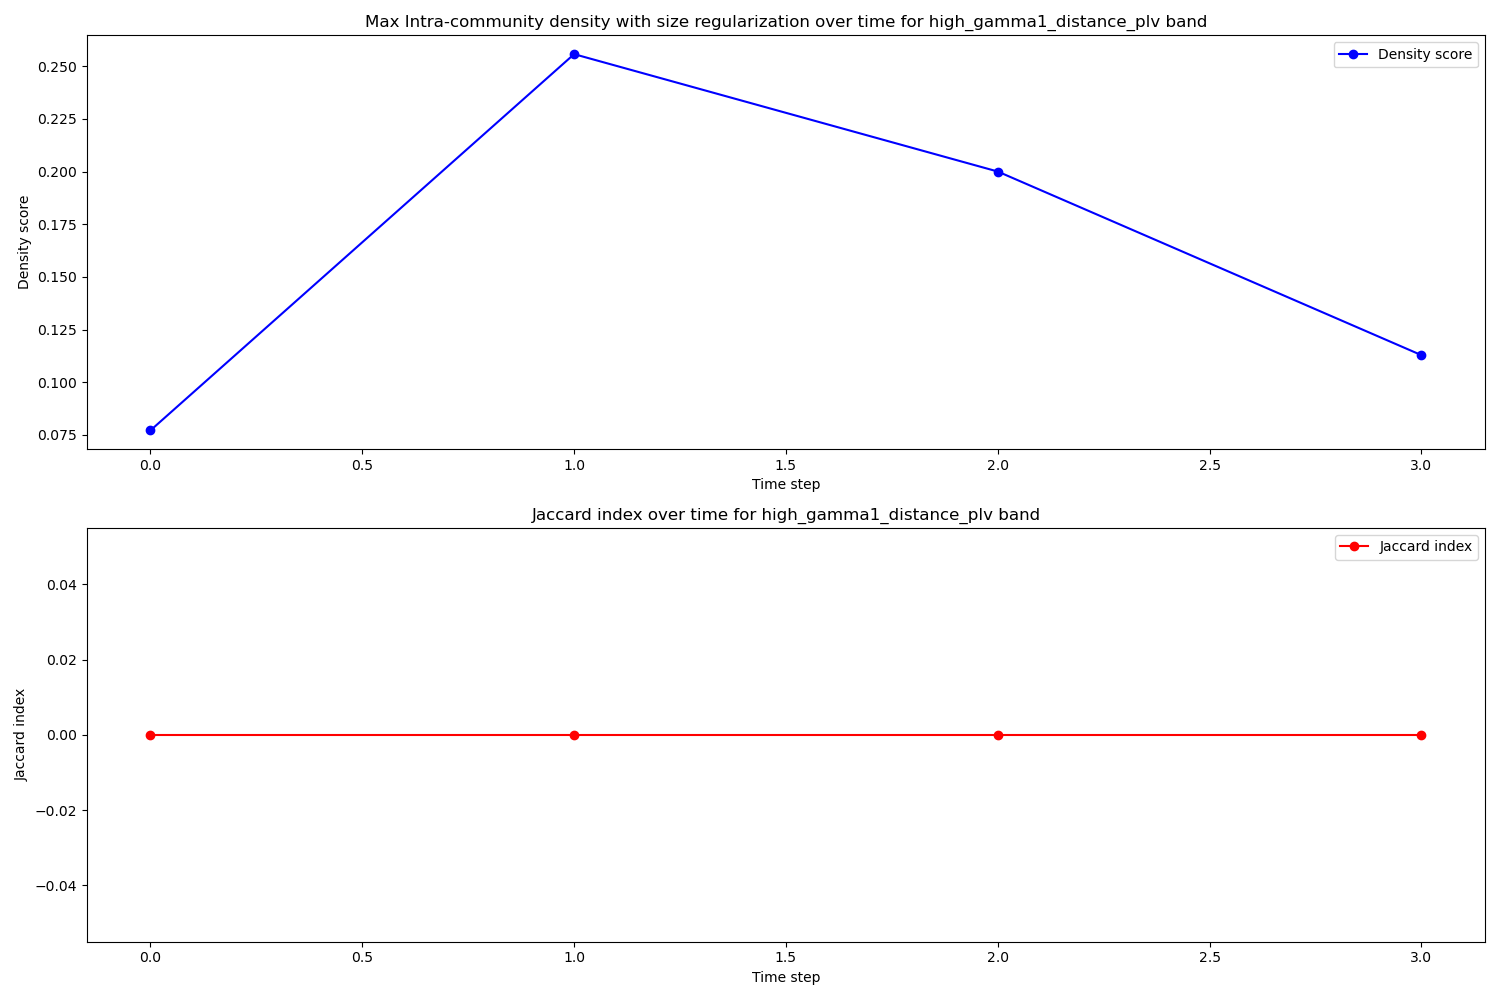 Max Intra-community density with size regularization over time for high_gamma1_distance_plv band
Density score
0.250
0.225
0.200
0.175
0.150
0.125
0.100
0.075
Density score
0.0 0.5 1.0 1.5 2.0 2.5 3.0
Time step
Jaccard index over time for high_gamma1_distance_plv band
Jaccard index
0.04
0.02
0.00
−0.02
−0.04
Jaccard index
0.0 0.5 1.0 1.5 2.0 2.5 3.0
Time step